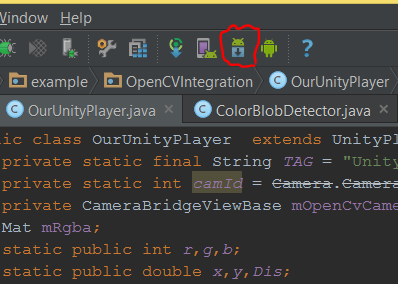 Window Help
example OpenCVIntegration OurUnityPlayer
C OurUnityPlayer.java × C ColorBlobDetector.java ×
ic class OurUnityPlayer extends UnityPl
private static final String TAG = "Unity
private static int camId = Camera.Camera
private CameraBridgeViewBase mOpenCvCame
Mat mRgba;
static public int r,g,b;
static public double x,y,Dis;